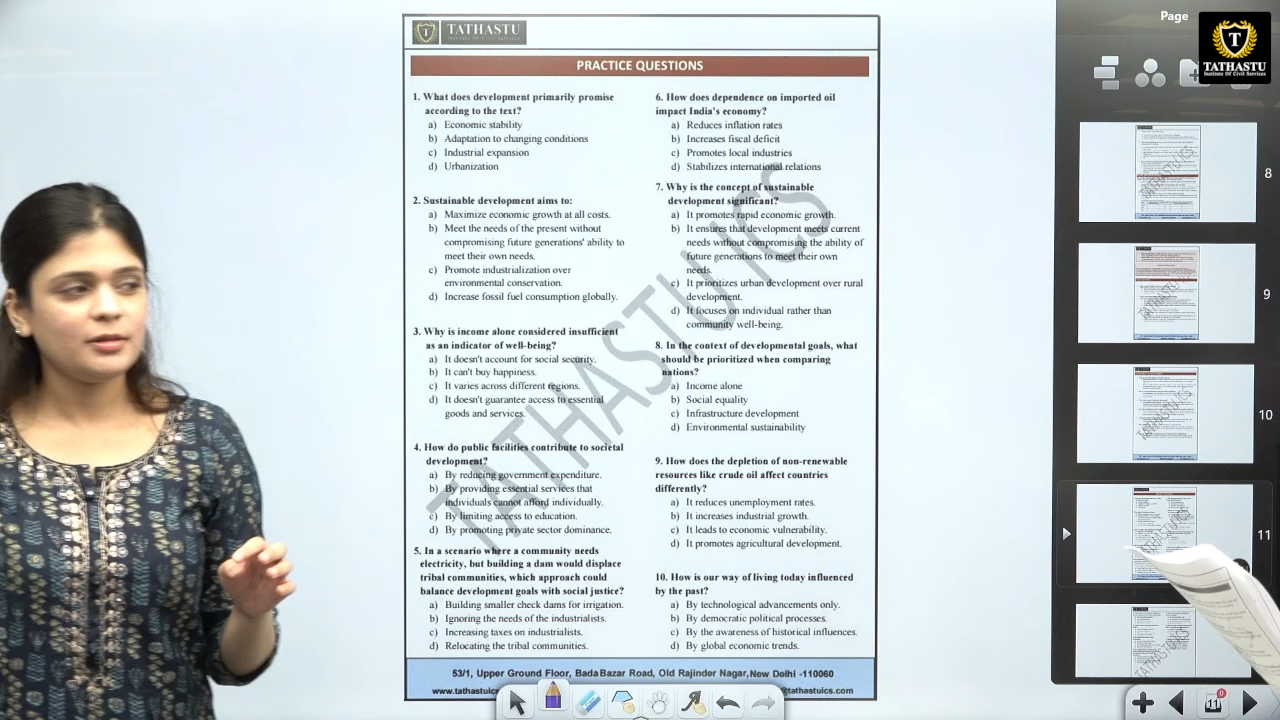 TATHASTU
Institute Of Civil Services
PRACTICE QUESTIONS
1. What does development primarily promise
according to the text?
a) Economic stability
b) Adaptation to changing conditions
c) Industrial expansion
d) Urbanization
2. Sustainable development aims to:
a) Maximize economic growth at all costs.
b) Meet the needs of the present without
compromising future generations' ability to
meet their own needs.
c) Promote industrialization over
environmental conservation.
d) Increase fossil fuel consumption globally.
3. Why is income alone considered insufficient
as an indicator of well-being?
a) It doesn't account for social security.
b) It can't buy happiness.
c) It varies across different regions.
d) It doesn't guarantee access to essential
goods and services.
4. How do public facilities contribute to societal
development?
a) By reducing government expenditure.
b) By providing essential services that
individuals cannot afford individually.
c) By limiting access to education.
d) By promoting private sector dominance.
5. In a scenario where a community needs
electricity, but building a dam would displace
tribal communities, which approach could
balance development goals with social justice?
a) Building smaller check dams for irrigation.
b) Ignoring the needs of the industrialists.
c) Increasing taxes on industrialists.
d) Relocating the tribal communities.
6. How does dependence on imported oil
impact India's economy?
a) Reduces inflation rates
b) Increases fiscal deficit
c) Promotes local industries
d) Stabilizes international relations
7. Why is the concept of sustainable
development significant?
a) It promotes rapid economic growth.
b) It ensures that development meets current
needs without compromising the ability of
future generations to meet their own
needs.
c) It prioritizes urban development over rural
development.
d) It focuses on individual rather than
community well-being.
8. In the context of developmental goals, what
should be prioritized when comparing
nations?
a) Income alone
b) Social equality
c) Infrastructure development
d) Environmental sustainability
9. How does the depletion of non-renewable
resources like crude oil affect countries
differently?
a) It reduces unemployment rates.
b) It increases industrial growth.
c) It leads to economic vulnerability.
d) It promotes agricultural development.
10. How is our way of living today influenced
by the past?
a) By technological advancements only.
b) By democratic political processes.
c) By the awareness of historical influences.
d) By global economic trends.
TATHASTU ICS
53/1, Upper Ground Floor, Bada Bazar Road, Old Rajinder Nagar, New Delhi -110060
www.tathastuics
@tathastuics.com
Page
T
TATHASTU
Institute Of Civil Services
8
9
10
11
11
0